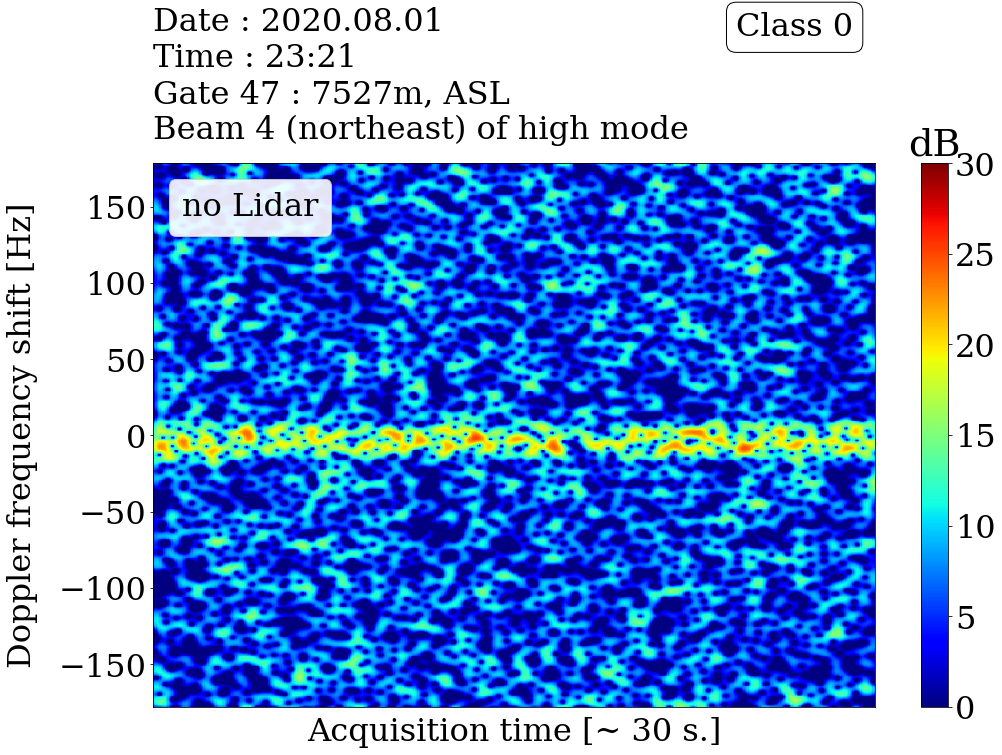 Date : 2020.08.01
Time : 23:21
Gate 47 : 7527m, ASL
Beam 4 (northeast) of high mode
Class 0
no Lidar
dB
30
25
20
15
10
5
0
Doppler frequency shift [Hz]
150
100
50
0
−50
−100
−150
Acquisition time [~ 30 s.]